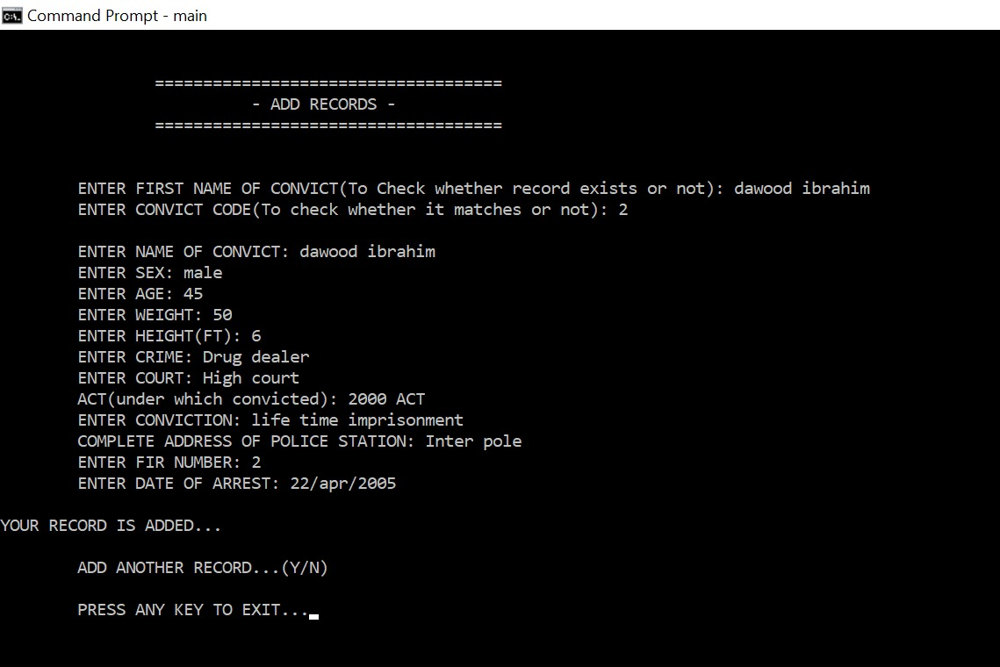 Command Prompt - main
====================================
- ADD RECORDS -
====================================
ENTER FIRST NAME OF CONVICT(To Check whether record exists or not): dawood ibrahim
ENTER CONVICT CODE(To check whether it matches or not): 2
ENTER NAME OF CONVICT: dawood ibrahim
ENTER SEX: male
ENTER AGE: 45
ENTER WEIGHT: 50
ENTER HEIGHT(FT): 6
ENTER CRIME: Drug dealer
ENTER COURT: High court
ACT(under which convicted): 2000 ACT
ENTER CONVICTION: life time imprisonment
COMPLETE ADDRESS OF POLICE STATION: Inter pole
ENTER FIR NUMBER: 2
ENTER DATE OF ARREST: 22/apr/2005
YOUR RECORD IS ADDED...
ADD ANOTHER RECORD...(Y/N)
PRESS ANY KEY TO EXIT...